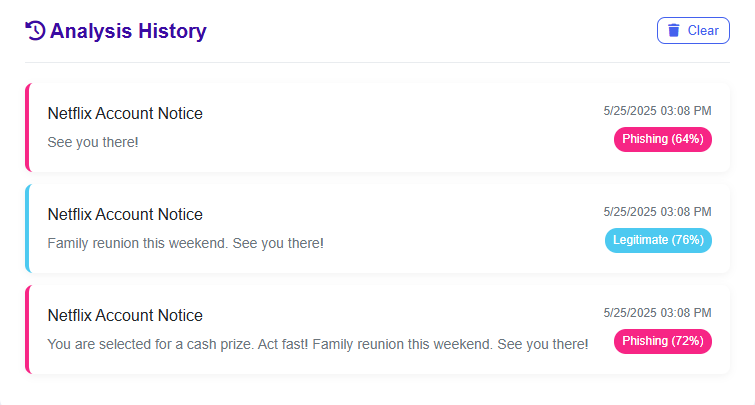 Analysis History
Clear
Netflix Account Notice
5/25/2025 03:08 PM
See you there!
Phishing (64%)
Netflix Account Notice
5/25/2025 03:08 PM
Family reunion this weekend. See you there!
Legitimate (76%)
Netflix Account Notice
5/25/2025 03:08 PM
You are selected for a cash prize. Act fast! Family reunion this weekend. See you there!
Phishing (72%)